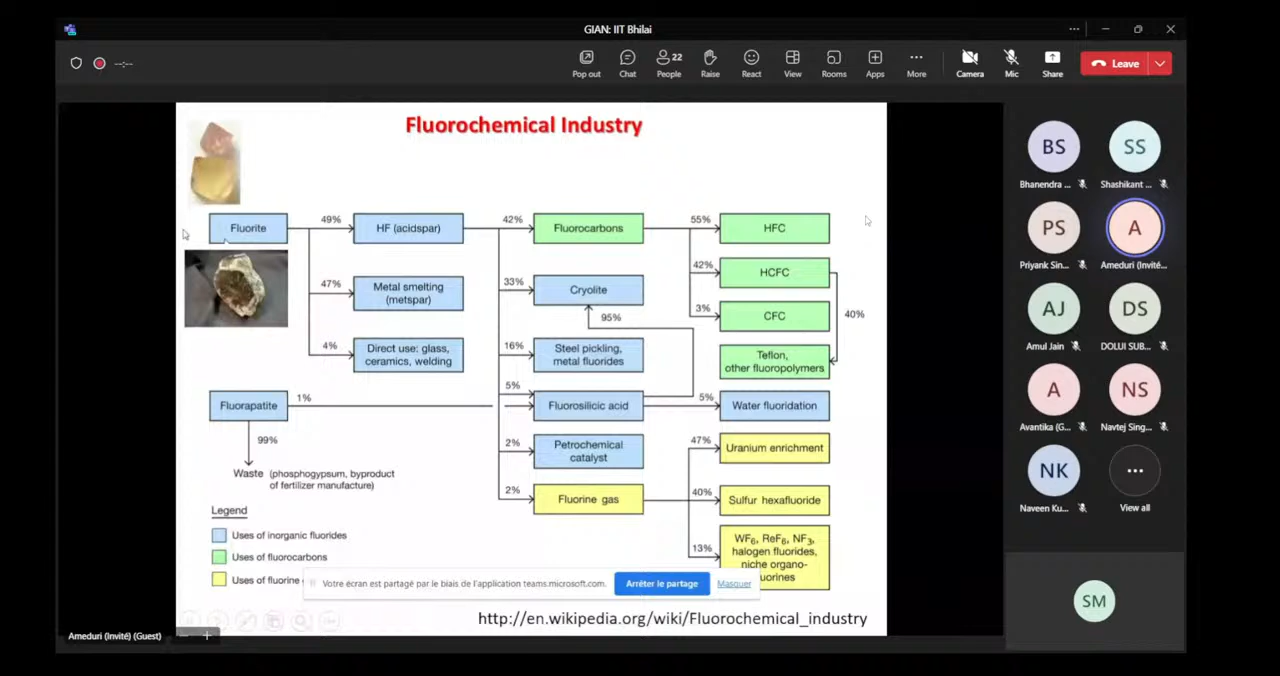 GIAN: IIT Bhilai
--:--
Pop out
Chat
22
People
Raise
React
View
Rooms
Apps
More
Camera
Mic
Share
Leave
Fluorochemical Industry
Fluorite
49%
HF (acidspar)
42%
Fluorocarbons
55%
HFC
47%
Metal smelting
(metspar)
33%
Cryolite
42%
HCFC
95%
3%
CFC
40%
4%
Direct use: glass,
ceramics, welding
16%
Steel pickling,
metal fluorides
Teflon,
other fluoropolymers
Fluorapatite
1%
5%
Fluorosilicic acid
5%
Water fluoridation
99%
2%
Petrochemical
catalyst
47%
Uranium enrichment
Waste (phosphogypsum, byproduct
of fertilizer manufacture)
2%
Fluorine gas
40%
Sulfur hexafluoride
13%
WF6, ReF6, NF3,
halogen fluorides,
niche organo-
Legend
Uses of inorganic fluorides
Uses of fluorocarbons
Uses of fluorine
Votre écran est partagé par le biais de l'application teams.microsoft.com.
Arrêter le partage
Masquer
http://en.wikipedia.org/wiki/Fluorochemical_industry
Ameduri (Invité) (Guest)
BS
Bhanendra ...
SS
Shashikant ...
PS
Priyank Sin...
A
Ameduri (Invité...
AJ
Amul Jain
DS
DOLUI SUB...
A
Avantika (G...
NS
Navtej Sing...
NK
Naveen Ku...
View all
SM